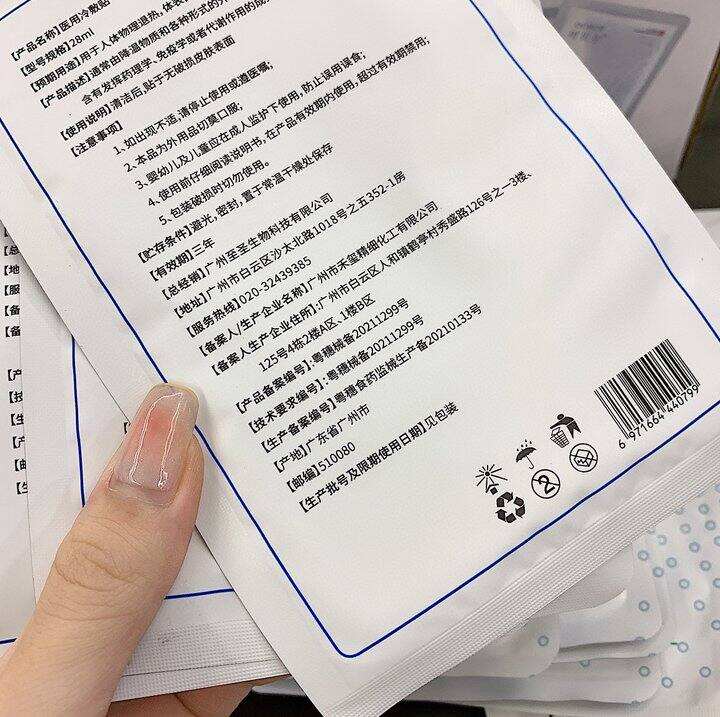 【产品名称】医用冷敷贴
【型号规格】28ml
【预期用途】用于人体物理退热,体表
【产品描述】通常由降温物质和各种形式的外
含有发挥药理学、免疫学或者代谢作用的成
【使用说明】清洁后,贴于无破损皮肤表面
【注意事项】
1、如出现不适,请停止使用或遵医嘱;
2、本品为外用品切莫口服;
3、婴幼儿及儿童应在成人监护下使用,防止误用误食;
4、使用前仔细阅读说明书,在产品有效期内使用,超过有效期禁用;
5、包装破损时切勿使用。
【贮存条件】避光,密封,置于常温干燥处保存
【有效期】三年
【总经销】广州至圣生物科技有限公司
【地址】广州市白云区沙太北路1018号之五352-1房
【服务热线】020-32439385
【备案人/生产企业名称】广州市禾玺精细化工有限公司
【备案人生产企业住所】:广州市白云区人和镇鹤亭村秀盛路126号之一3楼、
125号4栋2楼A区、1楼B区
【产品备案编号】:粤穗械备20211299号
【技术要求编号】:粤穗械备20211299号
【生产备案编号】粤穗食药监械生产备20210133号
【产地】广东省广州市
【邮编】510080
【生产批号及限期使用日期】见包装
2
6 971664 440799
【总
【地
【服
【备
【备
【产
【技
【生
【产
【邮
【生